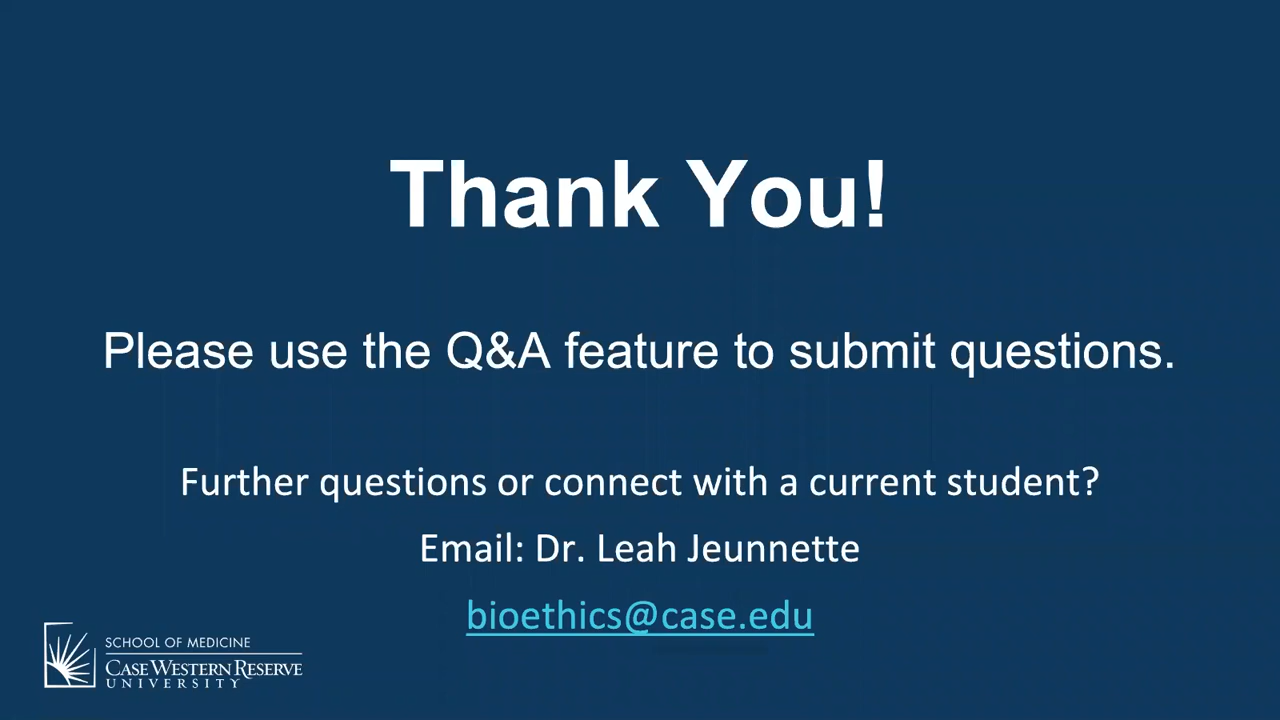 Thank You!
Please use the Q&A feature to submit questions.
Further questions or connect with a current student?
Email: Dr. Leah Jeunnette
bioethics@case.edu
SCHOOL OF MEDICINE
CASE WESTERN RESERVE
UNIVERSITY